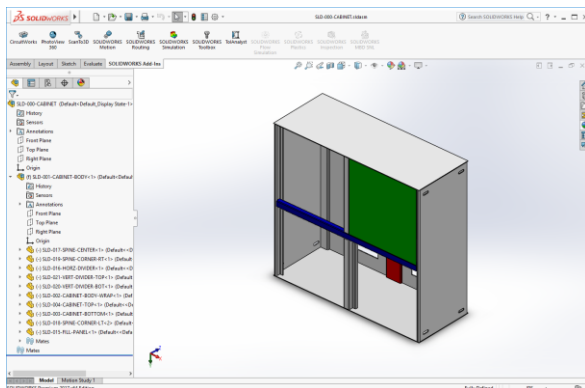 SOLIDWORKS
SLD-000-CABINET.sldasm
Search SOLIDWORKS Help
CircuitWorks
PhotoView 360
ScanTo3D
SOLIDWORKS Motion
SOLIDWORKS Routing
SOLIDWORKS Simulation
SOLIDWORKS Toolbox
TolAnalyst
SOLIDWORKS Flow Simulation
SOLIDWORKS Plastics
SOLIDWORKS Inspection
SOLIDWORKS MBD SNL
Assembly Layout Sketch Evaluate SOLIDWORKS Add-Ins
SLD-000-CABINET (Default<Default_Display State-1>
History
Sensors
Annotations
Front Plane
Top Plane
Right Plane
Origin
(f) SLD-001-CABINET-BODY<1> (Default<Defaul
History
Sensors
Annotations
Front Plane
Top Plane
Right Plane
Origin
(-) SLD-017-SPINE-CENTER<1> (Default<<D
(-) SLD-019-SPINE-CORNER-RT<1> (Default<
(-) SLD-016-HORZ-DIVIDER<1> (Default<<D
(-) SLD-021-VERT-DIVIDER-TOP<1> (Default
(-) SLD-020-VERT-DIVIDER-BOT<1> (Default
(-) SLD-002-CABINET-BODY-WRAP<1> (Def
(-) SLD-004-CABINET-TOP<1> (Default<<De
(-) SLD-003-CABINET-BOTTOM<1> (Default
(-) SLD-018-SPINE-CORNER-LT<2> (Default<
(-) SLD-015-FILL-PANEL<1> (Default<<Defa
Mates
Mates
Model Motion Study 1